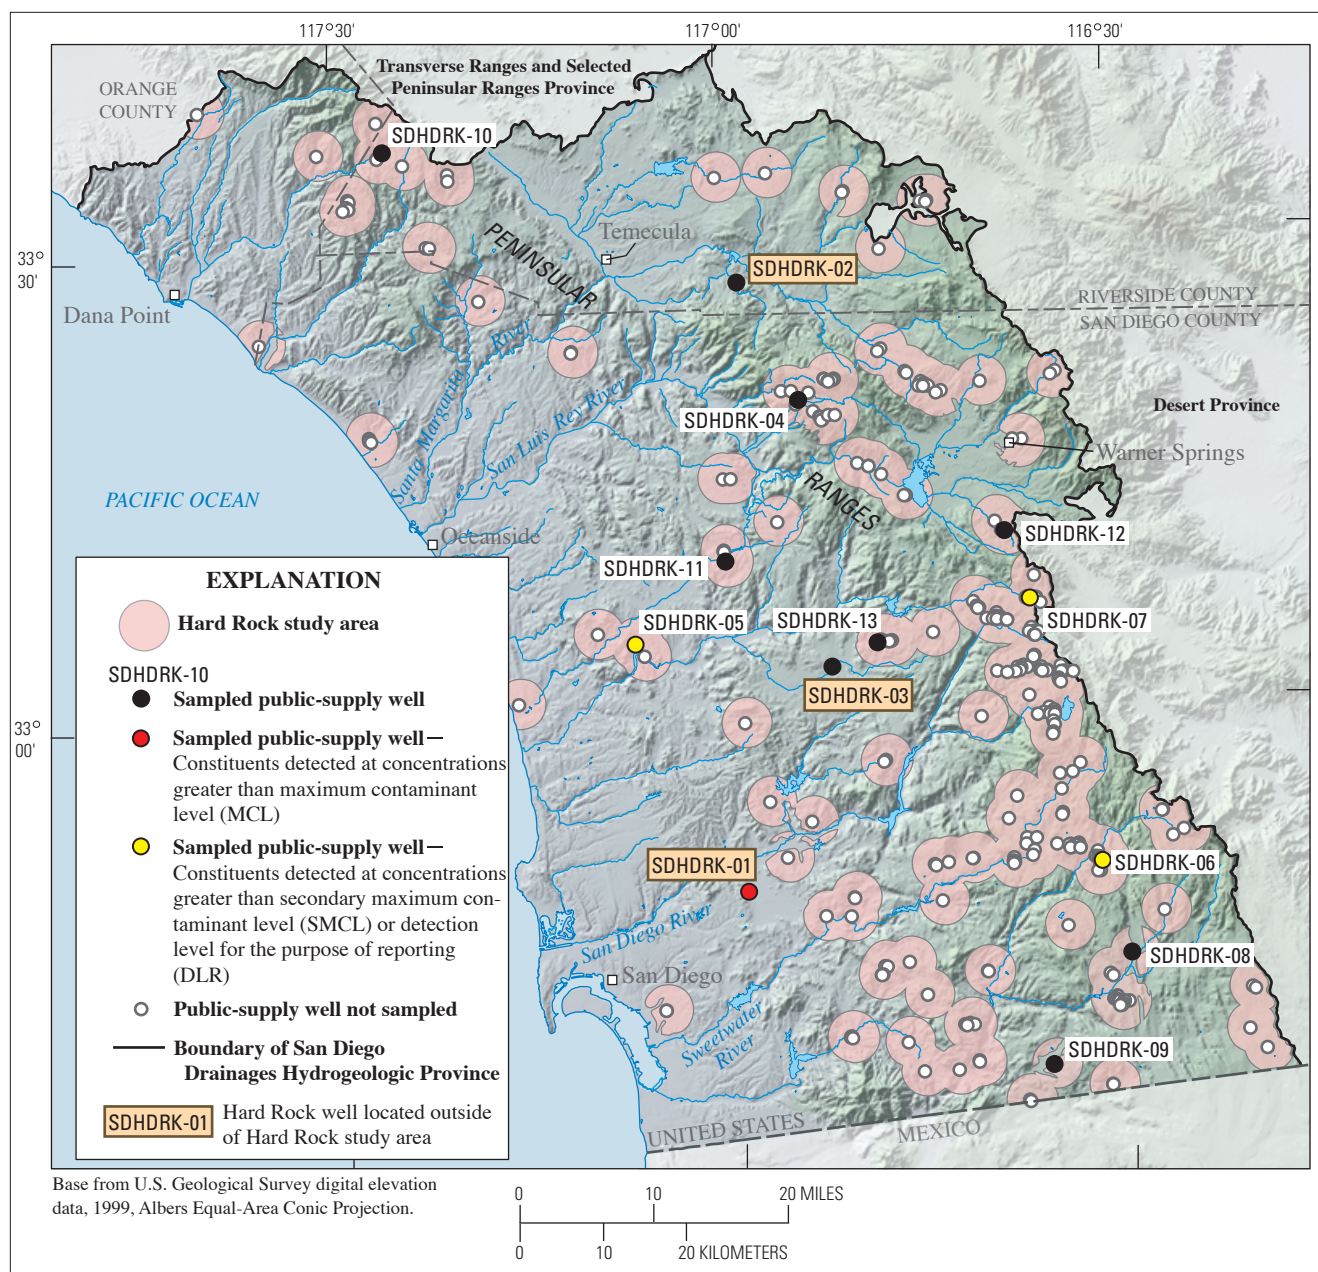 117°30'
117°00'
116°30'
Transverse Ranges and Selected
Peninsular Ranges Province
ORANGE
COUNTY
SDHDRK-10
PENINSULAR
Temecula
SDHDRK-02
33°
30'
RIVERSIDE COUNTY
SAN DIEGO COUNTY
Dana Point
Santa Margarita River
San Luis Rey River
SDHDRK-04
Desert Province
Warner Springs
RANGES
PACIFIC OCEAN
Oceanside
SDHDRK-12
SDHDRK-11
SDHDRK-05
SDHDRK-13
SDHDRK-07
SDHDRK-03
33°
00'
SDHDRK-01
SDHDRK-06
San Diego River
SDHDRK-08
San Diego
Sweetwater
River
SDHDRK-09
UNITED STATES
MEXICO
EXPLANATION
Hard Rock study area
SDHDRK-10
Sampled public-supply well
Sampled public-supply well—
Constituents detected at concentrations
greater than maximum contaminant
level (MCL)
Sampled public-supply well—
Constituents detected at concentrations
greater than secondary maximum con-
taminant level (SMCL) or detection
level for the purpose of reporting
(DLR)
Public-supply well not sampled
Boundary of San Diego
Drainages Hydrogeologic Province
SDHDRK-01
Hard Rock well located outside
of Hard Rock study area
Base from U.S. Geological Survey digital elevation
data, 1999, Albers Equal-Area Conic Projection.
0 10 20 MILES
0 10 20 KILOMETERS